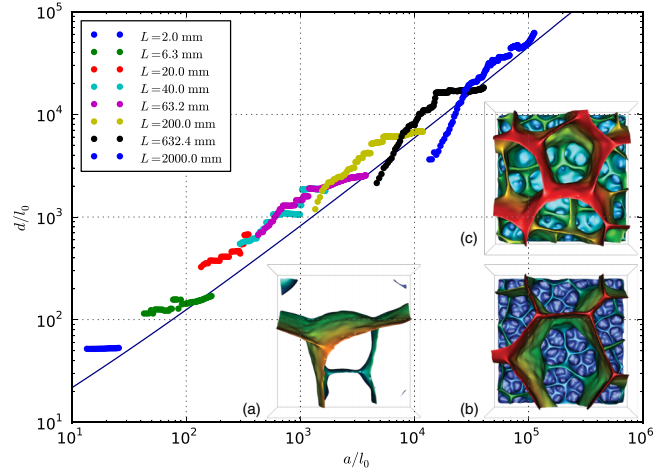 10^5
10^4
10^3
10^2
10^1
d/l_0
L=2.0 mm
L=6.3 mm
L=20.0 mm
L=40.0 mm
L=63.2 mm
L=200.0 mm
L=632.4 mm
L=2000.0 mm
(c)
(a)
(b)
10^1 10^2 10^3 10^4 10^5 10^6
a/l_0